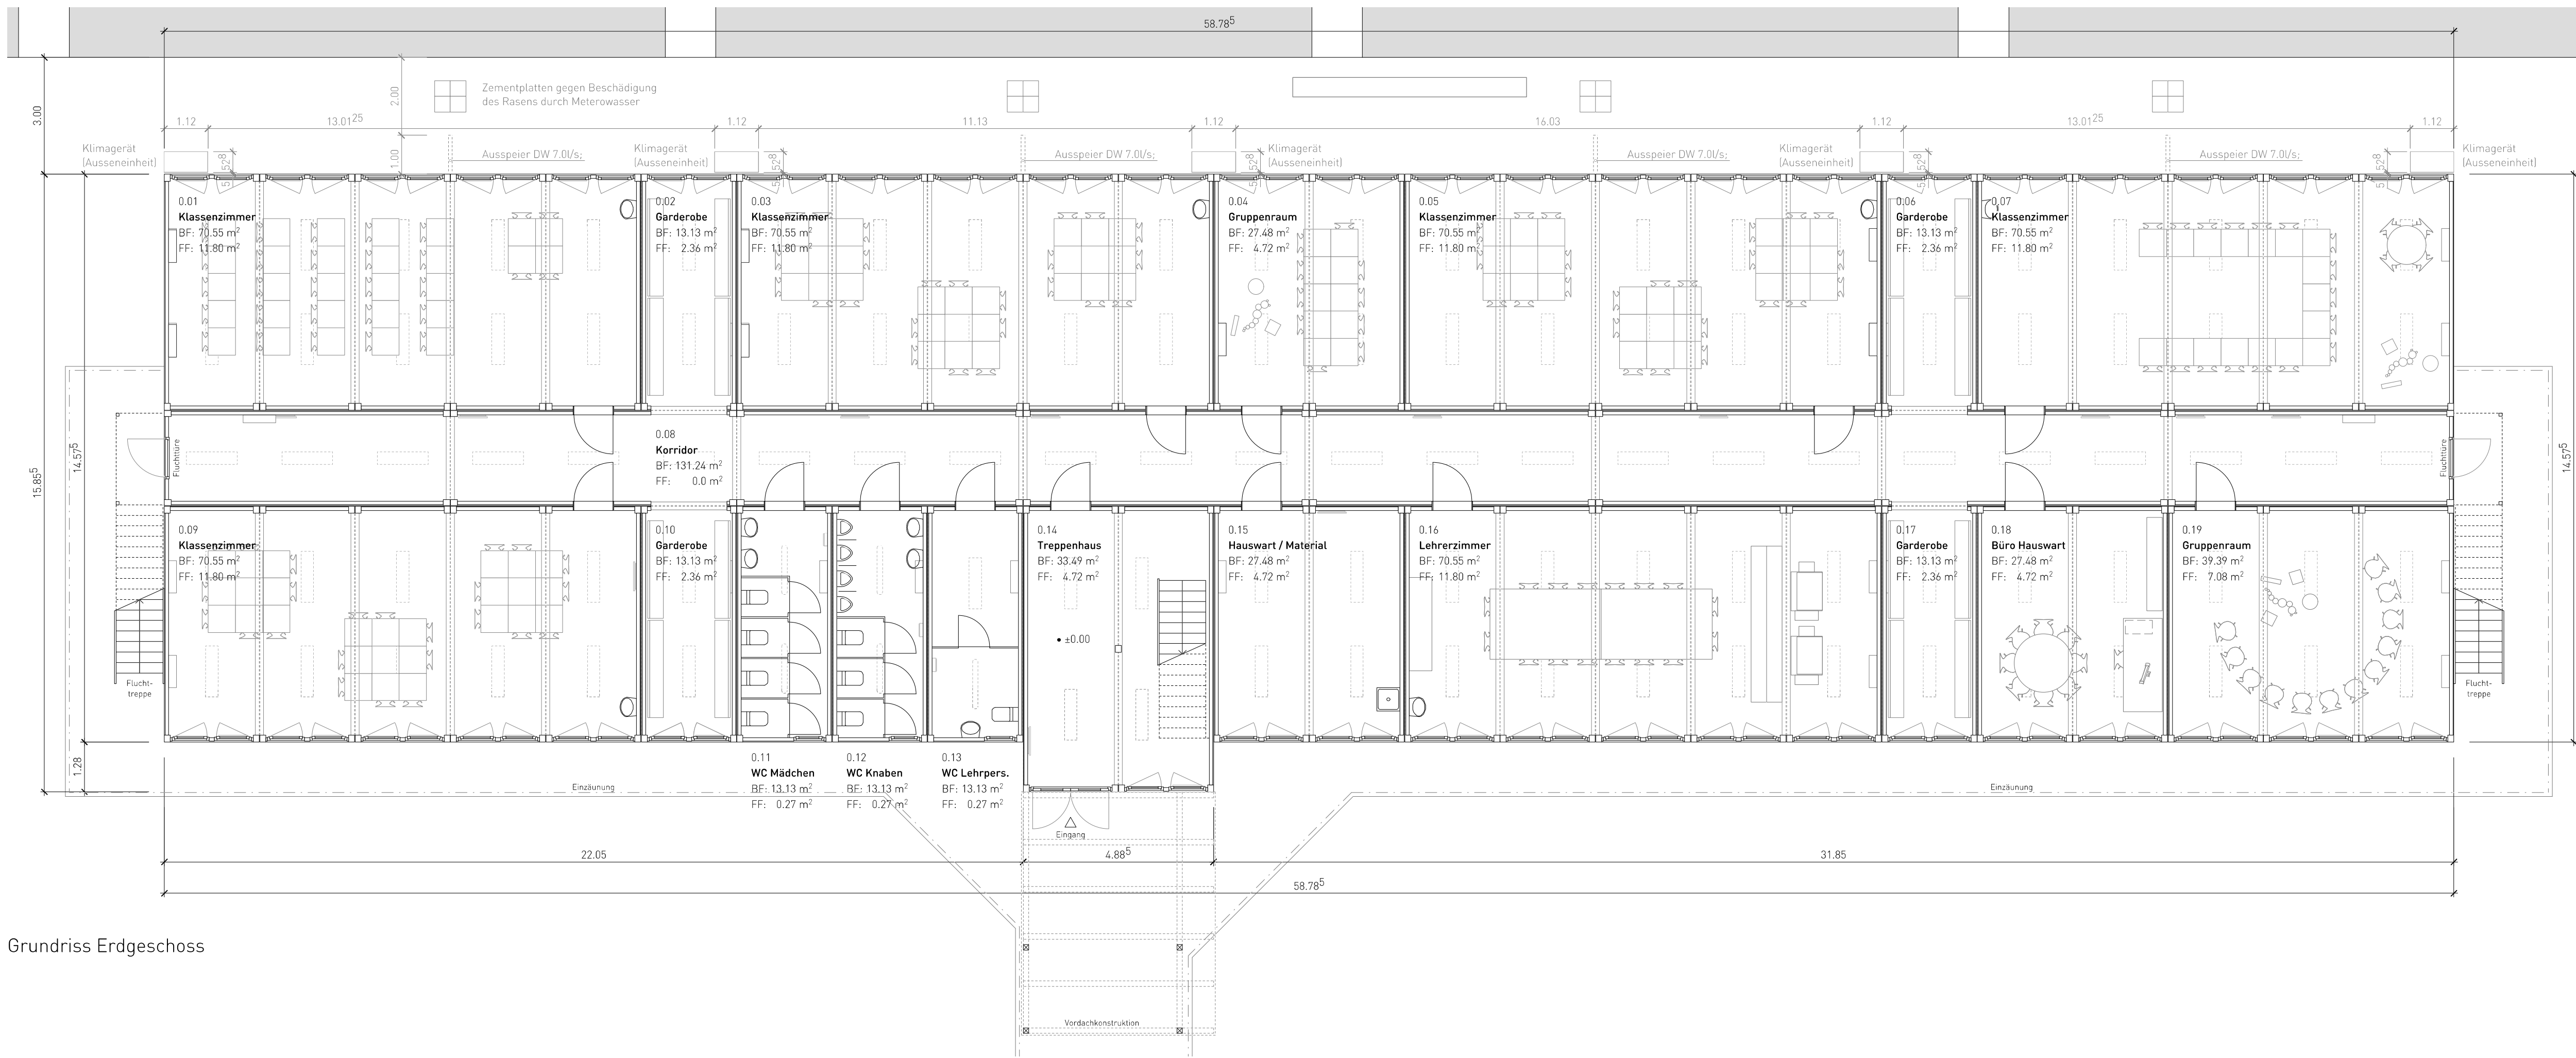 58.78⁵
Zementplatten gegen Beschädigung
des Rasens durch Meterowasser
3.00
2.00
1.00
1.12
13.01²⁵
1.12
11.13
1.12
16.03
1.12
13.01²⁵
1.12
Klimagerät
(Ausseneinheit)
528
5
Ausspeier DW 7.0l/s;
Klimagerät
(Ausseneinheit)
528
5
Ausspeier DW 7.0l/s;
528
5
Klimagerät
(Ausseneinheit)
Ausspeier DW 7.0l/s;
Klimagerät
(Ausseneinheit)
528
5
Ausspeier DW 7.0l/s;
528
5
Klimagerät
(Ausseneinheit)
0.01
Klassenzimmer
BF: 70.55 m²
FF: 11.80 m²
0.02
Garderobe
BF: 13.13 m²
FF: 2.36 m²
0.03
Klassenzimmer
BF: 70.55 m²
FF: 11.80 m²
0.04
Gruppenraum
BF: 27.48 m²
FF: 4.72 m²
0.05
Klassenzimmer
BF: 70.55 m²
FF: 11.80 m²
0.06
Garderobe
BF: 13.13 m²
FF: 2.36 m²
0.07
Klassenzimmer
BF: 70.55 m²
FF: 11.80 m²
15.85⁵
14.57⁵
1.28
14.57⁵
Fluchttüre
0.08
Korridor
BF: 131.24 m²
FF: 0.0 m²
Fluchttüre
0.09
Klassenzimmer
BF: 70.55 m²
FF: 11.80 m²
0.10
Garderobe
BF: 13.13 m²
FF: 2.36 m²
0.14
Treppenhaus
BF: 33.49 m²
FF: 4.72 m²
±0.00
0.15
Hauswart / Material
BF: 27.48 m²
FF: 4.72 m²
0.16
Lehrerzimmer
BF: 70.55 m²
FF: 11.80 m²
0.17
Garderobe
BF: 13.13 m²
FF: 2.36 m²
0.18
Büro Hauswart
BF: 27.48 m²
FF: 4.72 m²
0.19
Gruppenraum
BF: 39.39 m²
FF: 7.08 m²
Flucht-
treppe
Flucht-
treppe
0.11
WC Mädchen
BF: 13.13 m²
FF: 0.27 m²
0.12
WC Knaben
BF: 13.13 m²
FF: 0.27 m²
0.13
WC Lehrpers.
BF: 13.13 m²
FF: 0.27 m²
Einzäunung
Einzäunung
Eingang
22.05
4.88⁵
31.85
58.78⁵
Grundriss Erdgeschoss
Vordachkonstruktion